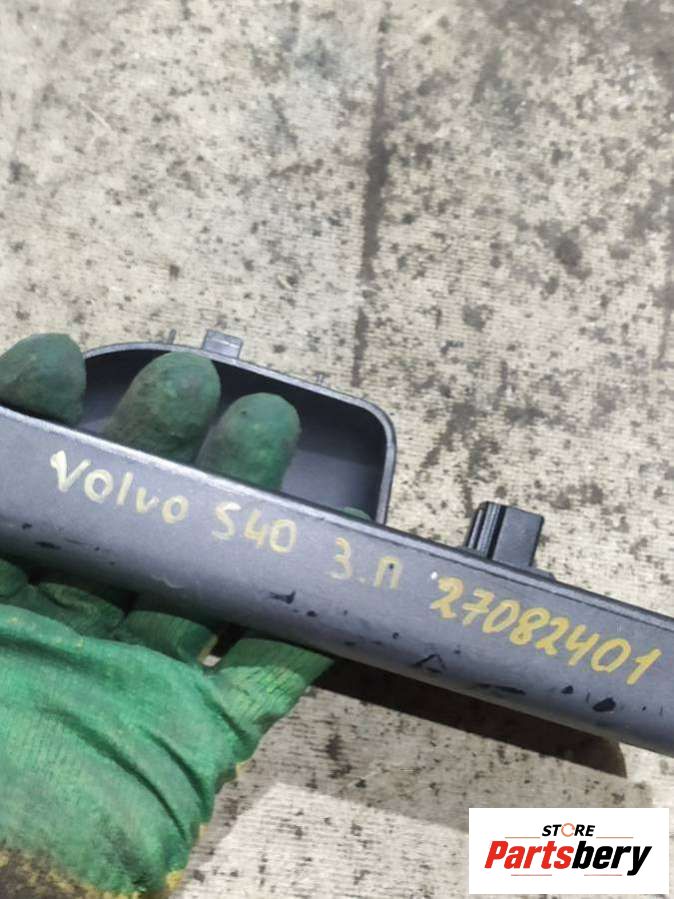 Volvo S40 З.П 27082401
STORE
Partsbery